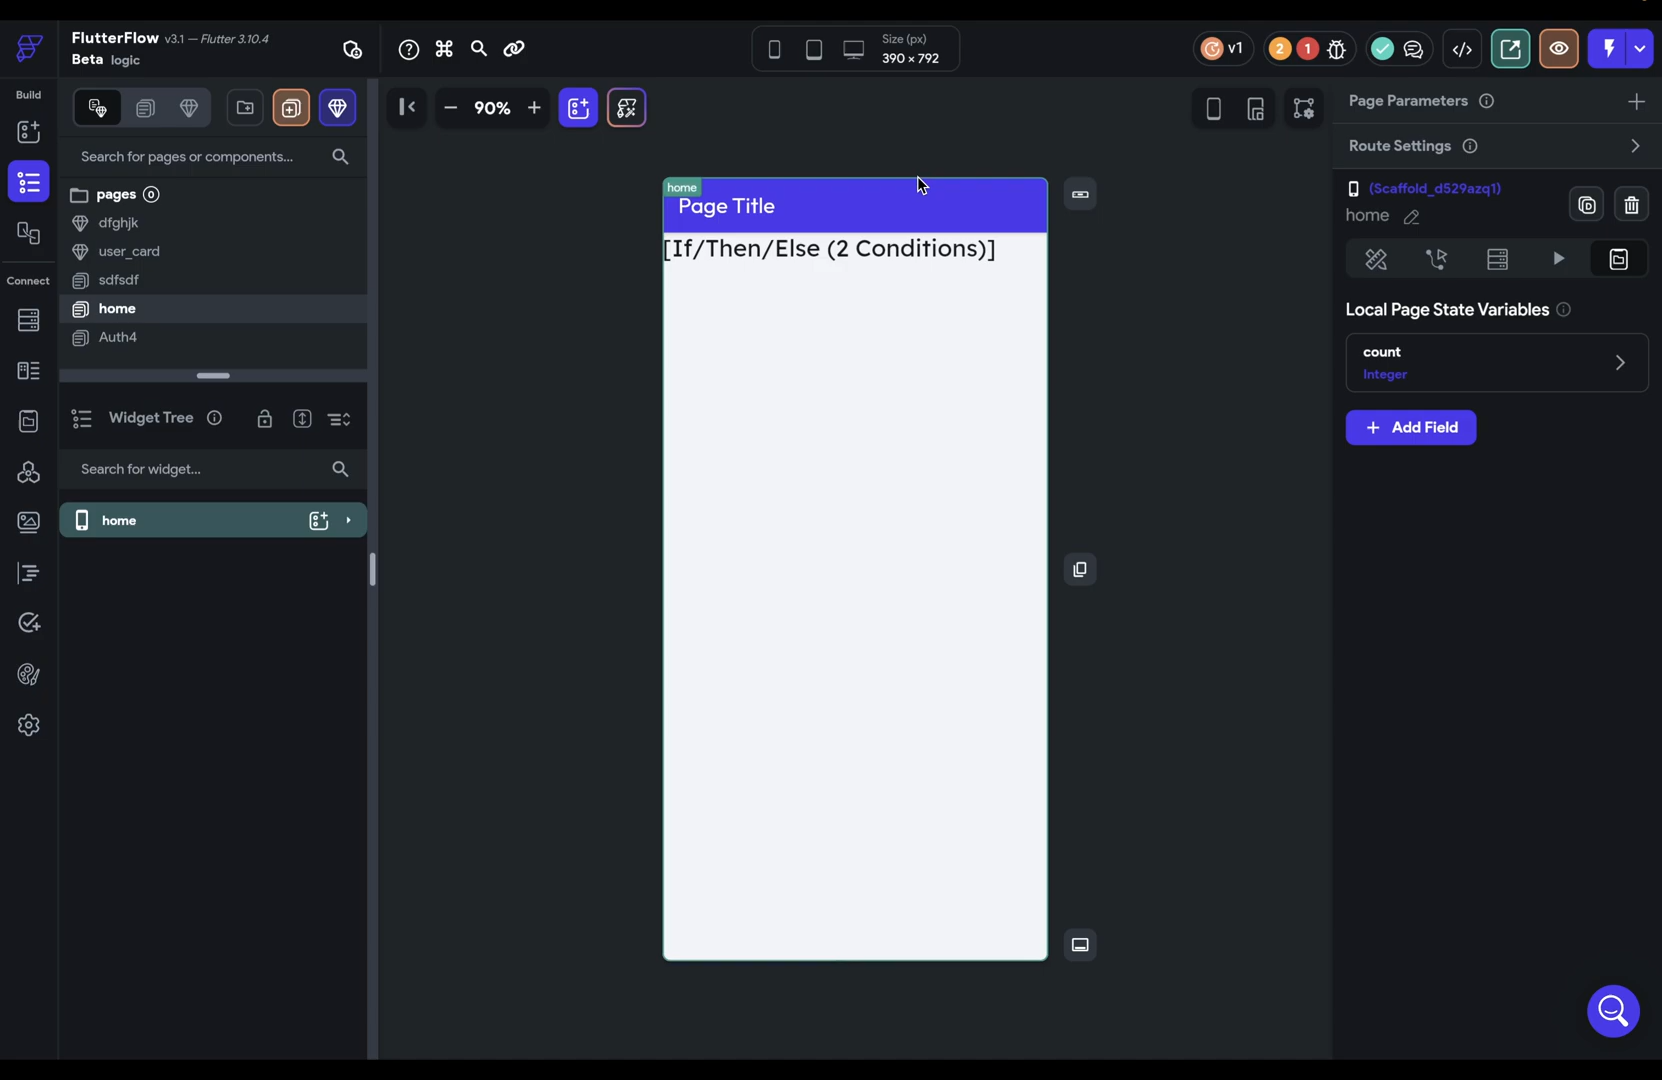 FlutterFlow v3.1 — Flutter 3.10.4
Beta logic
Size (px)
390 × 792
v1
2
1
Build
Connect
90%
Search for pages or components...
pages 0
dfghjk
user_card
sdfsdf
home
Auth4
Widget Tree
Search for widget...
home
home
Page Title
[If/Then/Else (2 Conditions)]
Page Parameters
Route Settings
(Scaffold_d529azq1)
home
Local Page State Variables
count
Integer
+ Add Field